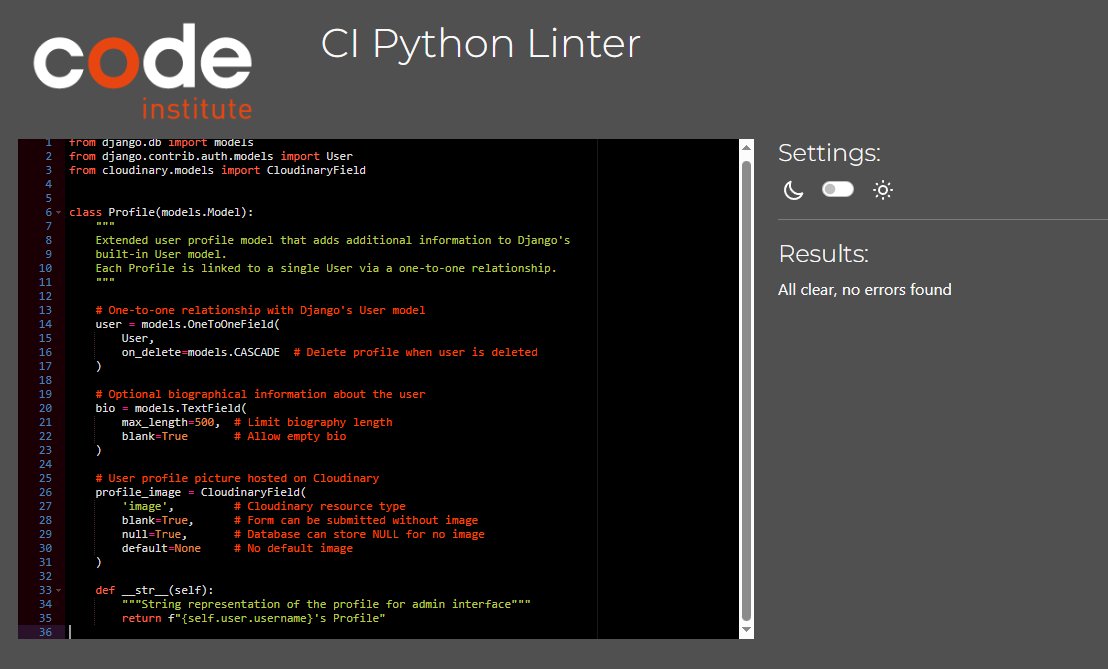 code
institute
CI Python Linter
1 from django.db import models
2 from django.contrib.auth.models import User
3 from cloudinary.models import CloudinaryField
4
5
6 class Profile(models.Model):
7     """
8     Extended user profile model that adds additional information to Django's
9     built-in User model.
10     Each Profile is linked to a single User via a one-to-one relationship.
11     """
12
13     # One-to-one relationship with Django's User model
14     user = models.OneToOneField(
15         User,
16         on_delete=models.CASCADE  # Delete profile when user is deleted
17     )
18
19     # Optional biographical information about the user
20     bio = models.TextField(
21         max_length=500,  # Limit biography length
22         blank=True       # Allow empty bio
23     )
24
25     # User profile picture hosted on Cloudinary
26     profile_image = CloudinaryField(
27         'image',         # Cloudinary resource type
28         blank=True,      # Form can be submitted without image
29         null=True,       # Database can store NULL for no image
30         default=None     # No default image
31     )
32
33     def __str__(self):
34         """String representation of the profile for admin interface"""
35         return f"{self.user.username}'s Profile"
36
Settings:
Results:
All clear, no errors found